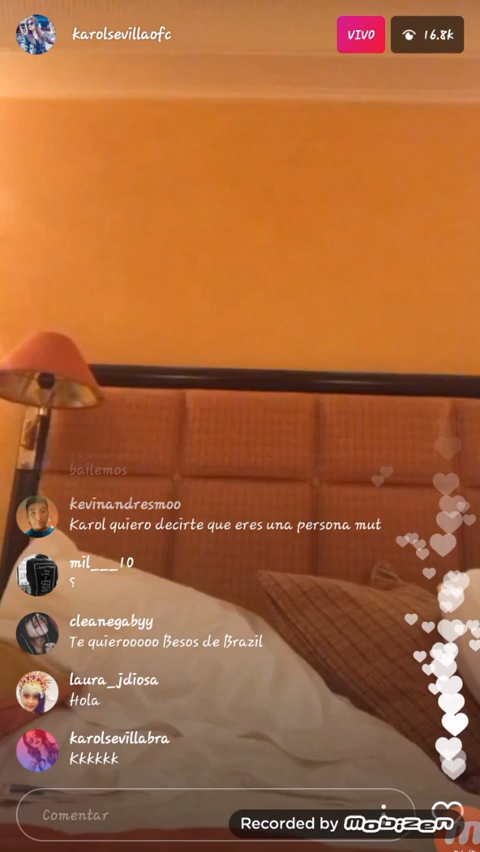 karolsevillaofc
VIVO
16.8k
bailemos
kevinandresmoo
Karol quiero decirte que eres una persona mut
mil___10
؟
cleanegabyy
Te quierooooo Besos de Brazil
laura_jdiosa
Hola
karolsevillabra
Kkkkkk
Comentar
Recorded by mobizen